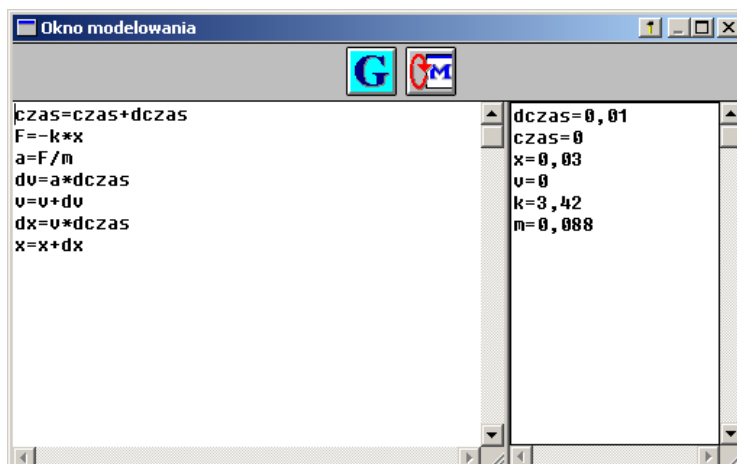 Okno modelowania
G
M
czas=czas+dczas
F=-k*x
a=F/m
dv=a*dczas
v=v+dv
dx=v*dczas
x=x+dx
dczas=0,01
czas=0
x=0,03
v=0
k=3,42
m=0,088